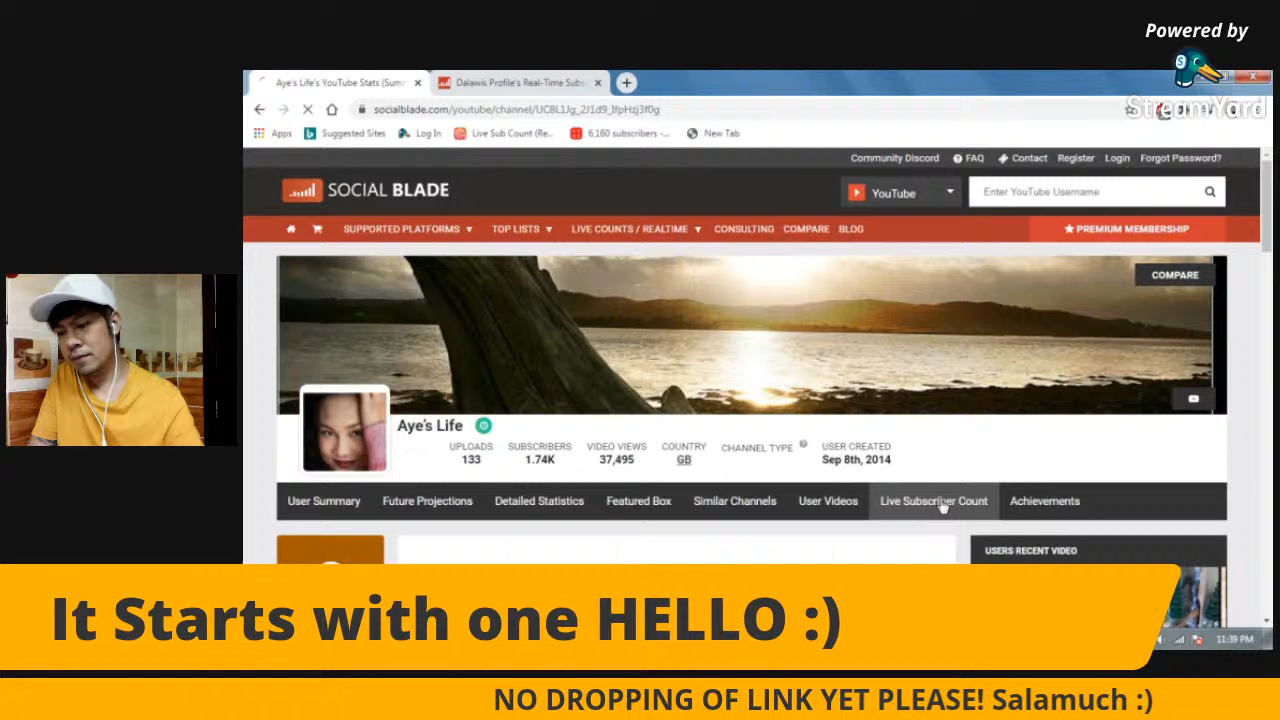 Powered by
StreamYard
Aye's Life's YouTube Stats (Sum
Dalawis Profile's Real-Time Subs
socialblade.com/youtube/channel/UC8L1Jg_2J1d9_JfpHzj3f0g
Apps
Suggested Sites
Log In
Live Sub Count (Re...
6,160 subscribers -...
New Tab
Community Discord
FAQ
Contact
Register
Login
Forgot Password?
SOCIAL BLADE
YouTube
Enter YouTube Username
SUPPORTED PLATFORMS
TOP LISTS
LIVE COUNTS / REALTIME
CONSULTING
COMPARE
BLOG
PREMIUM MEMBERSHIP
COMPARE
Aye's Life
UPLOADS
133
SUBSCRIBERS
1.74K
VIDEO VIEWS
37,495
COUNTRY
GB
CHANNEL TYPE
USER CREATED
Sep 8th, 2014
User Summary
Future Projections
Detailed Statistics
Featured Box
Similar Channels
User Videos
Live Subscriber Count
Achievements
USERS RECENT VIDEO
11:39 PM
It Starts with one HELLO :)
NO DROPPING OF LINK YET PLEASE! Salamuch :)